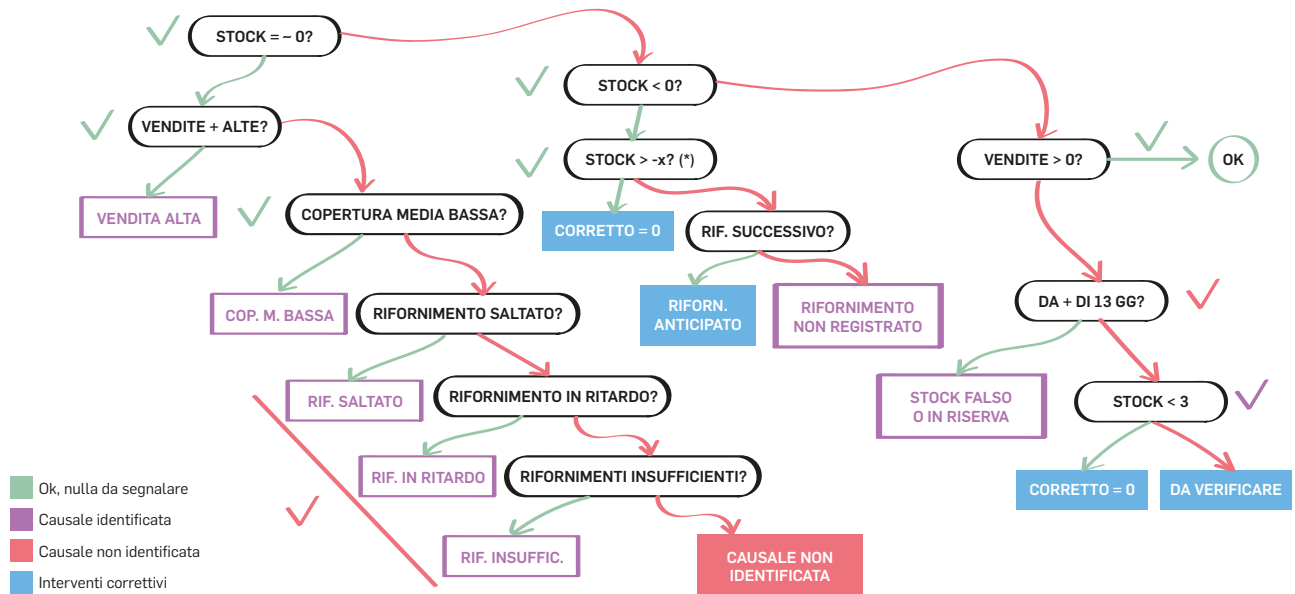 STOCK = ~ 0?
STOCK < 0?
VENDITE + ALTE?
STOCK > -x? (*)
VENDITE > 0?
OK
VENDITA ALTA
COPERTURA MEDIA BASSA?
CORRETTO = 0
RIF. SUCCESSIVO?
COP. M. BASSA
RIFORNIMENTO SALTATO?
RIFORN.
ANTICIPATO
RIFORNIMENTO
NON REGISTRATO
DA + DI 13 GG?
RIF. SALTATO
RIFORNIMENTO IN RITARDO?
STOCK FALSO
O IN RISERVA
STOCK < 3
RIF. IN RITARDO
RIFORNIMENTI INSUFFICIENTI?
CORRETTO = 0
DA VERIFICARE
RIF. INSUFFIC.
CAUSALE NON
IDENTIFICATA
Ok, nulla da segnalare
Causale identificata
Causale non identificata
Interventi correttivi